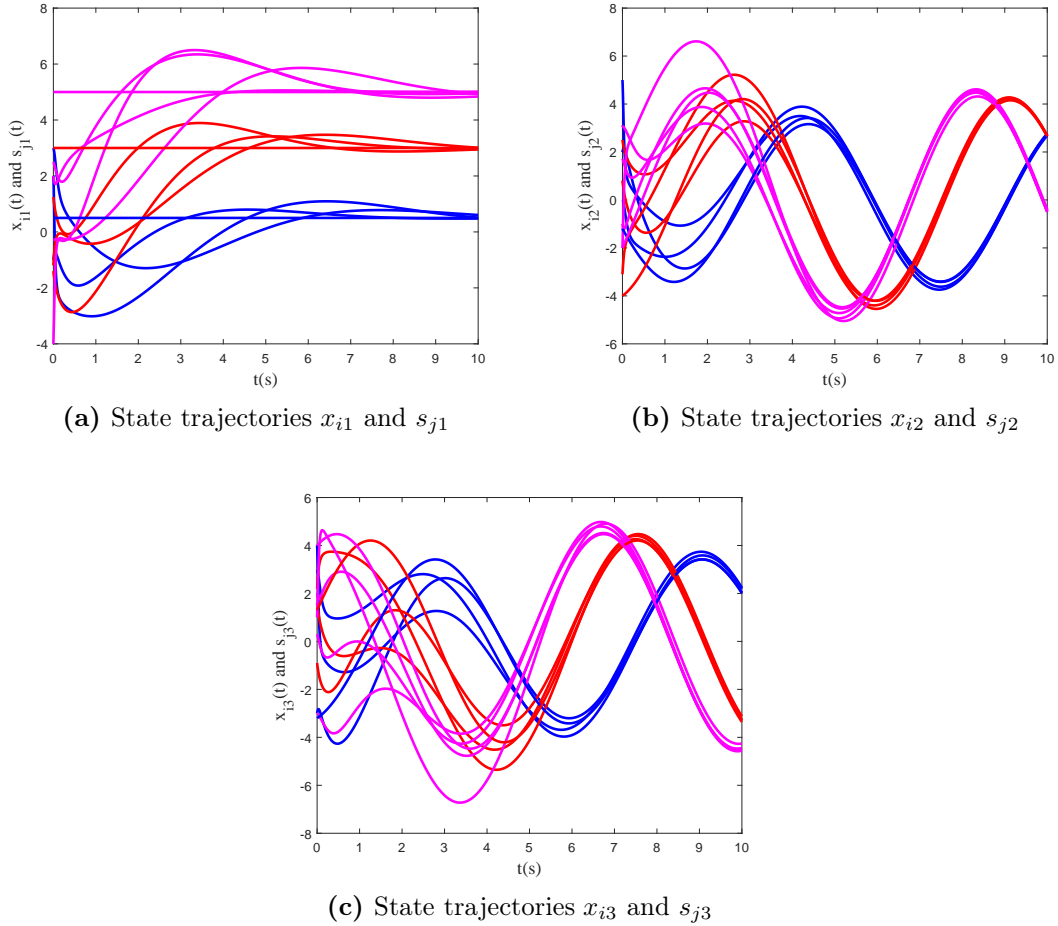 8
6
4
2
0
-2
-4
x_{i1}(t) and s_{j1}(t)
0 1 2 3 4 5 6 7 8 9 10
t(s)
(a) State trajectories x_{i1} and s_{j1}
8
6
4
2
0
-2
-4
-6
x_{i2}(t) and s_{j2}(t)
0 1 2 3 4 5 6 7 8 9 10
t(s)
(b) State trajectories x_{i2} and s_{j2}
6
4
2
0
-2
-4
-6
-8
x_{i3}(t) and s_{j3}(t)
0 1 2 3 4 5 6 7 8 9 10
t(s)
(c) State trajectories x_{i3} and s_{j3}